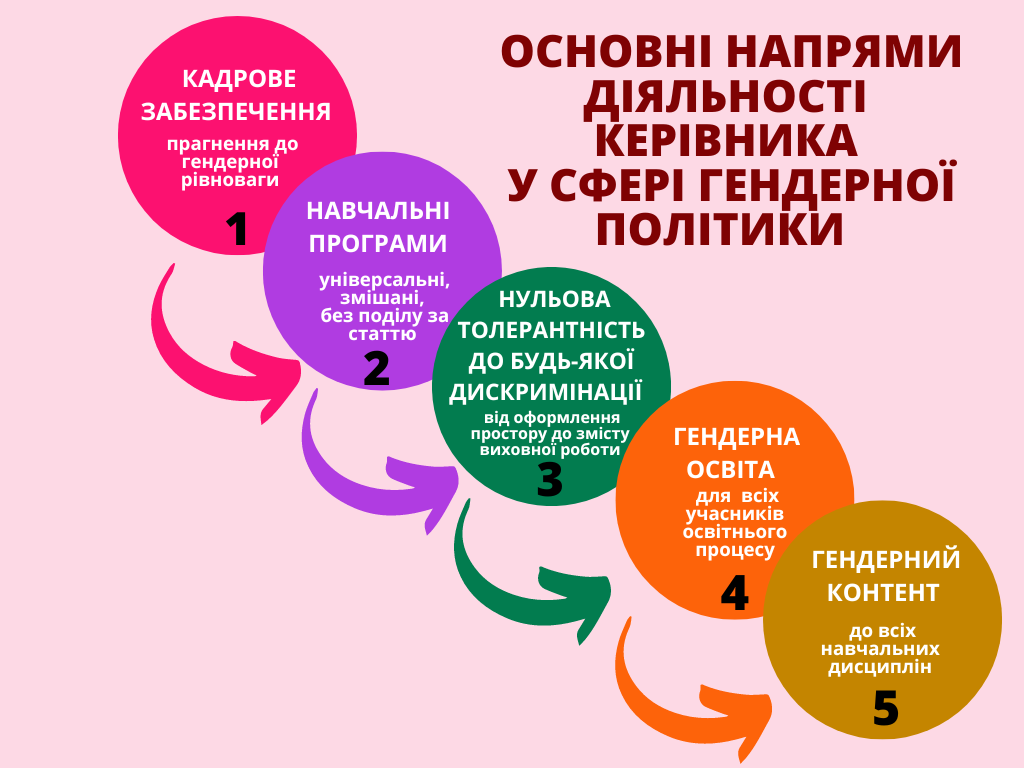 ОСНОВНІ НАПРЯМИ
ДІЯЛЬНОСТІ
КЕРІВНИКА
У СФЕРІ ГЕНДЕРНОЇ
ПОЛІТИКИ
КАДРОВЕ
ЗАБЕЗПЕЧЕННЯ
прагнення до
гендерної
рівноваги
1
НАВЧАЛЬНІ
ПРОГРАМИ
універсальні,
змішані,
без поділу за
статтю
2
НУЛЬОВА
ТОЛЕРАНТНІСТЬ
ДО БУДЬ-ЯКОЇ
ДИСКРИМІНАЦІЇ
від оформлення
простору до змісту
виховної роботи
3
ГЕНДЕРНА
ОСВІТА
для всіх
учасників
освітнього
процесу
4
ГЕНДЕРНИЙ
КОНТЕНТ
до всіх
навчальних
дисциплін
5